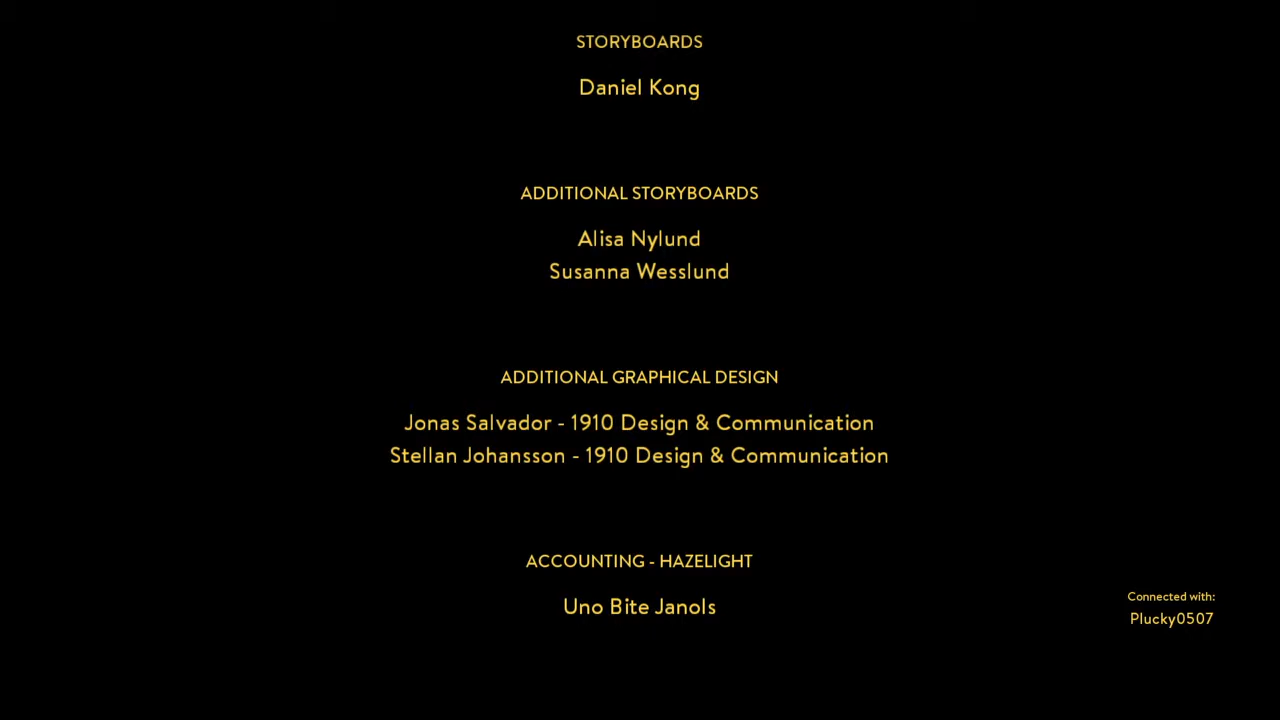 STORYBOARDS
Daniel Kong
ADDITIONAL STORYBOARDS
Alisa Nylund
Susanna Wesslund
ADDITIONAL GRAPHICAL DESIGN
Jonas Salvador - 1910 Design & Communication
Stellan Johansson - 1910 Design & Communication
ACCOUNTING - HAZELIGHT
Uno Bite Janols
Connected with:
Plucky0507